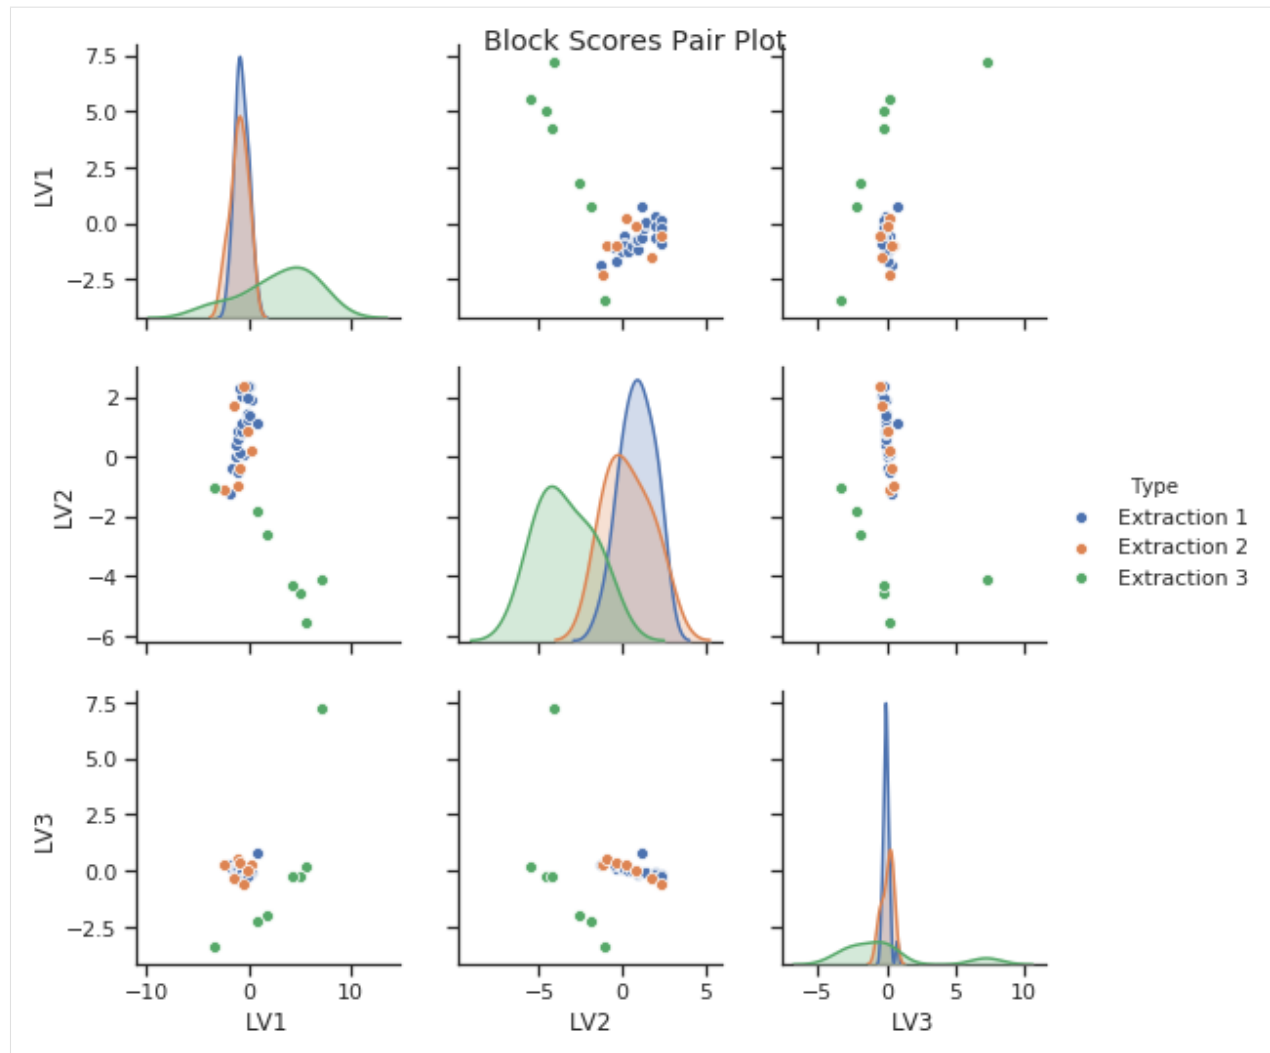 Block Scores Pair Plot
7.5
5.0
2.5
0.0
−2.5
LV1
2
0
−2
−4
−6
LV2
Type
Extraction 1
Extraction 2
Extraction 3
7.5
5.0
2.5
0.0
−2.5
LV3
−10 0 10 −5 0 5 −5 0 5 10
LV1 LV2 LV3